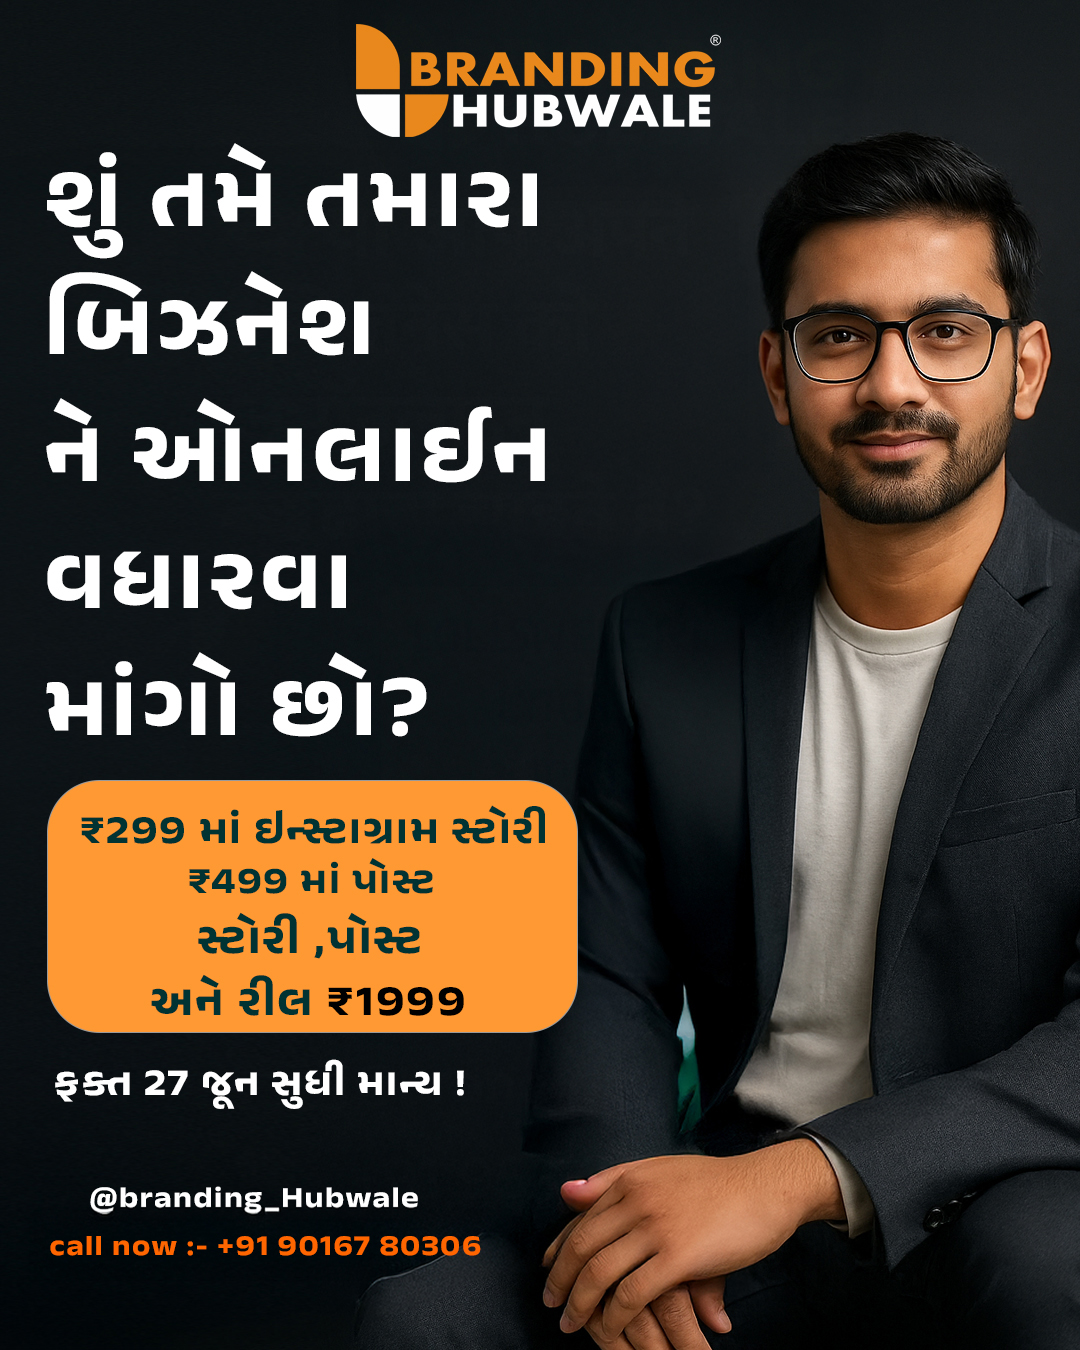 BRANDING®
HUBWALE
શું તમે તમારા
બિઝનેશ
ને ઓનલાઈન
વધારવા
માંગો છો?
₹299 માં ઇન્સ્ટાગ્રામ સ્ટોરી
₹499 માં પોસ્ટ
સ્ટોરી ,પોસ્ટ
અને રીલ ₹1999
ફક્ત 27 જૂન સુધી માન્ય !
@branding_Hubwale
call now :- +91 90167 80306